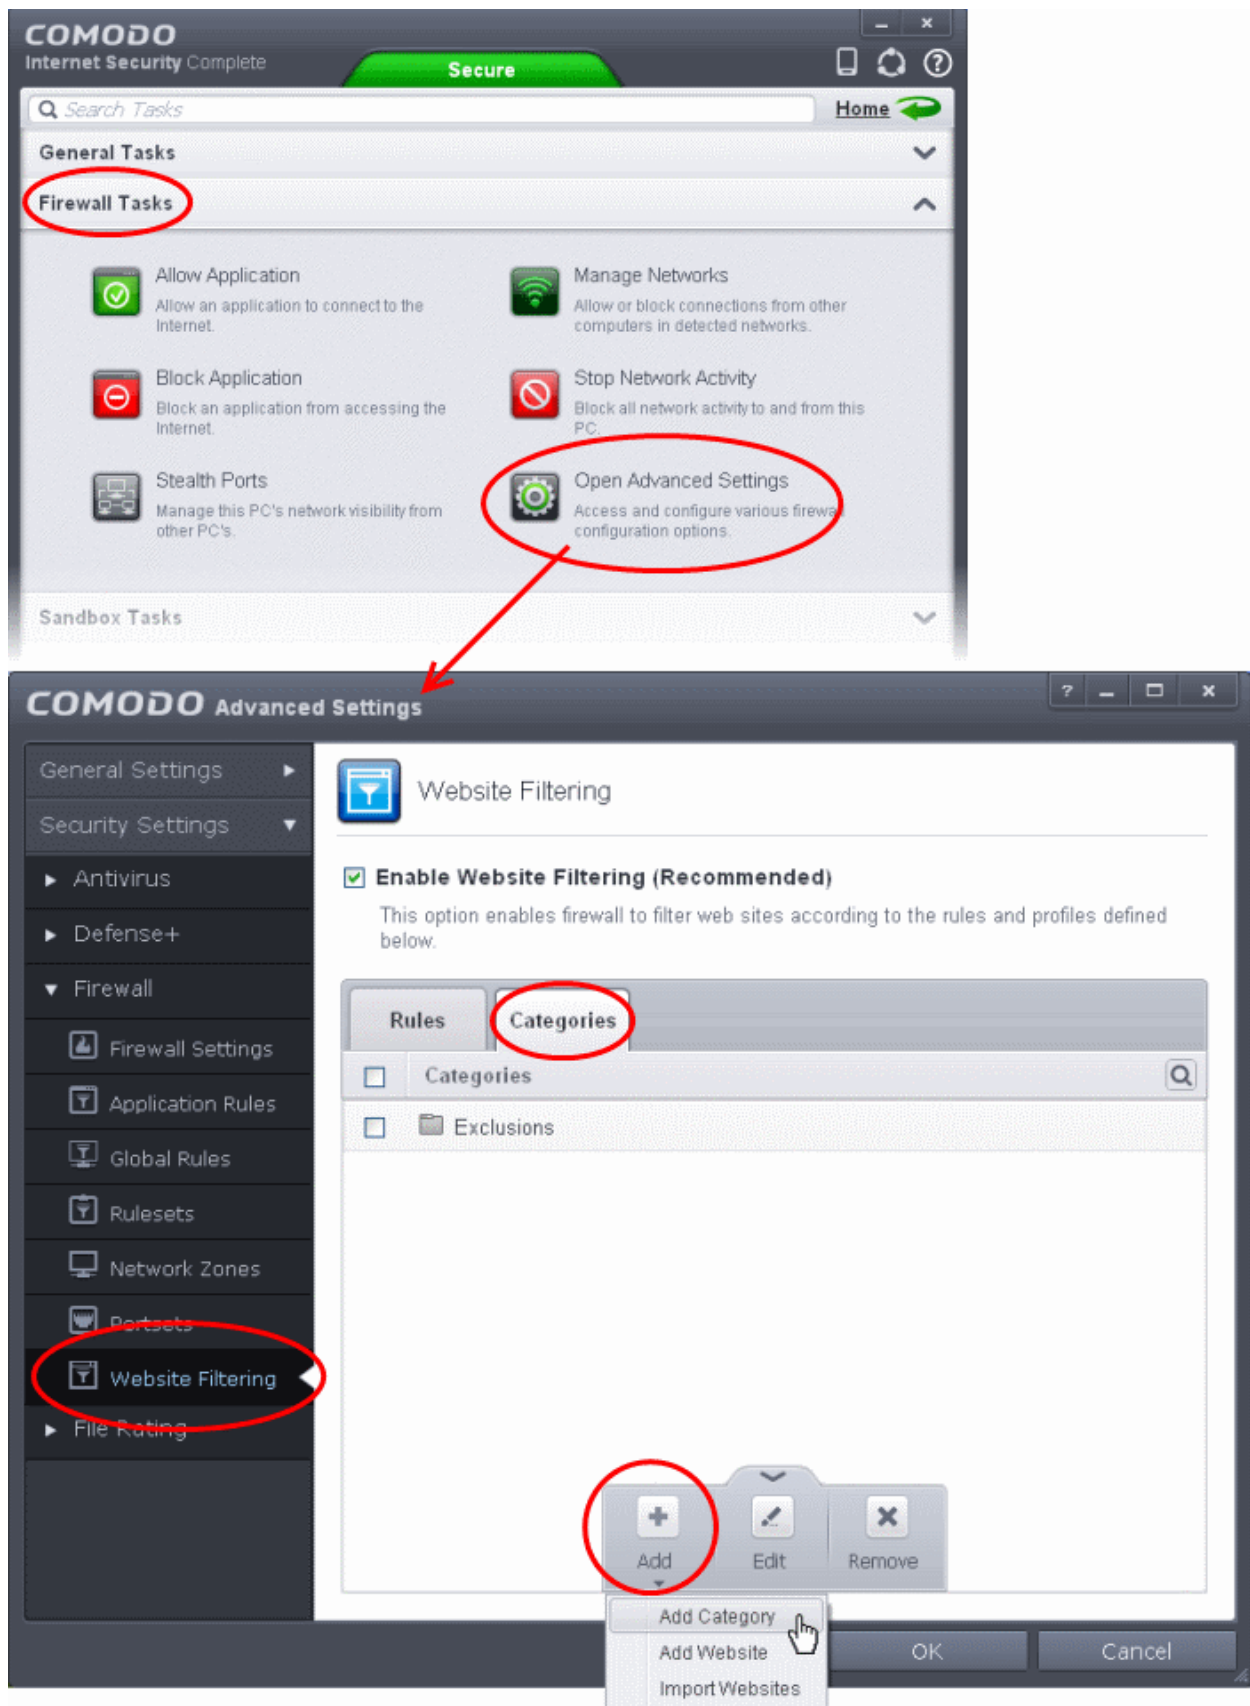 COMODO
Internet Security Complete
Secure
Search Tasks
Home
General Tasks
Firewall Tasks
Allow Application
Allow an application to connect to the
Internet.
Manage Networks
Allow or block connections from other
computers in detected networks.
Block Application
Block an application from accessing the
Internet.
Stop Network Activity
Block all network activity to and from this
PC.
Stealth Ports
Manage this PC's network visibility from
other PC's.
Open Advanced Settings
Access and configure various firewall
configuration options.
Sandbox Tasks
COMODO Advanced Settings
General Settings
Security Settings
Antivirus
Defense+
Firewall
Firewall Settings
Application Rules
Global Rules
Rulesets
Network Zones
Portsets
Website Filtering
File Rating
Website Filtering
Enable Website Filtering (Recommended)
This option enables firewall to filter web sites according to the rules and profiles defined
below.
Rules
Categories
Categories
Exclusions
Add
Edit
Remove
Add Category
Add Website
Import Websites
OK
Cancel